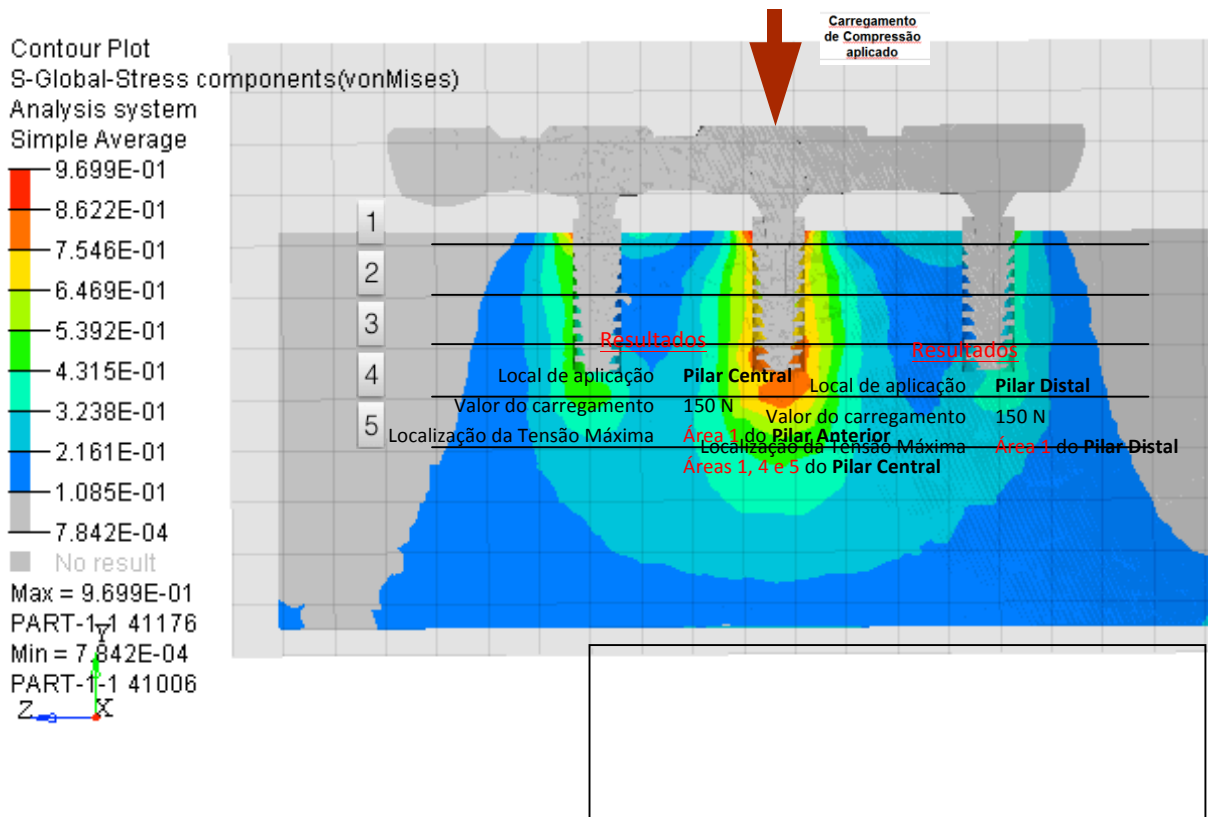 Carregamento
de Compressão
aplicado
Contour Plot
S-Global-Stress components(vonMises)
Analysis system
Simple Average
9.699E-01
8.622E-01
7.546E-01
6.469E-01
5.392E-01
4.315E-01
3.238E-01
2.161E-01
1.085E-01
7.842E-04
No result
Max = 9.699E-01
PART-1-1 41176
Min = 7.842E-04
PART-1-1 41006
Y
Z
X
1
2
3
4
5
Resultados
Local de aplicação Pilar Central
Valor do carregamento 150 N
Localização da Tensão Máxima Área 1 do Pilar Anterior
Áreas 1, 4 e 5 do Pilar Central
Resultados
Local de aplicação Pilar Distal
Valor do carregamento 150 N
Localização da Tensão Máxima Área 1 do Pilar Distal